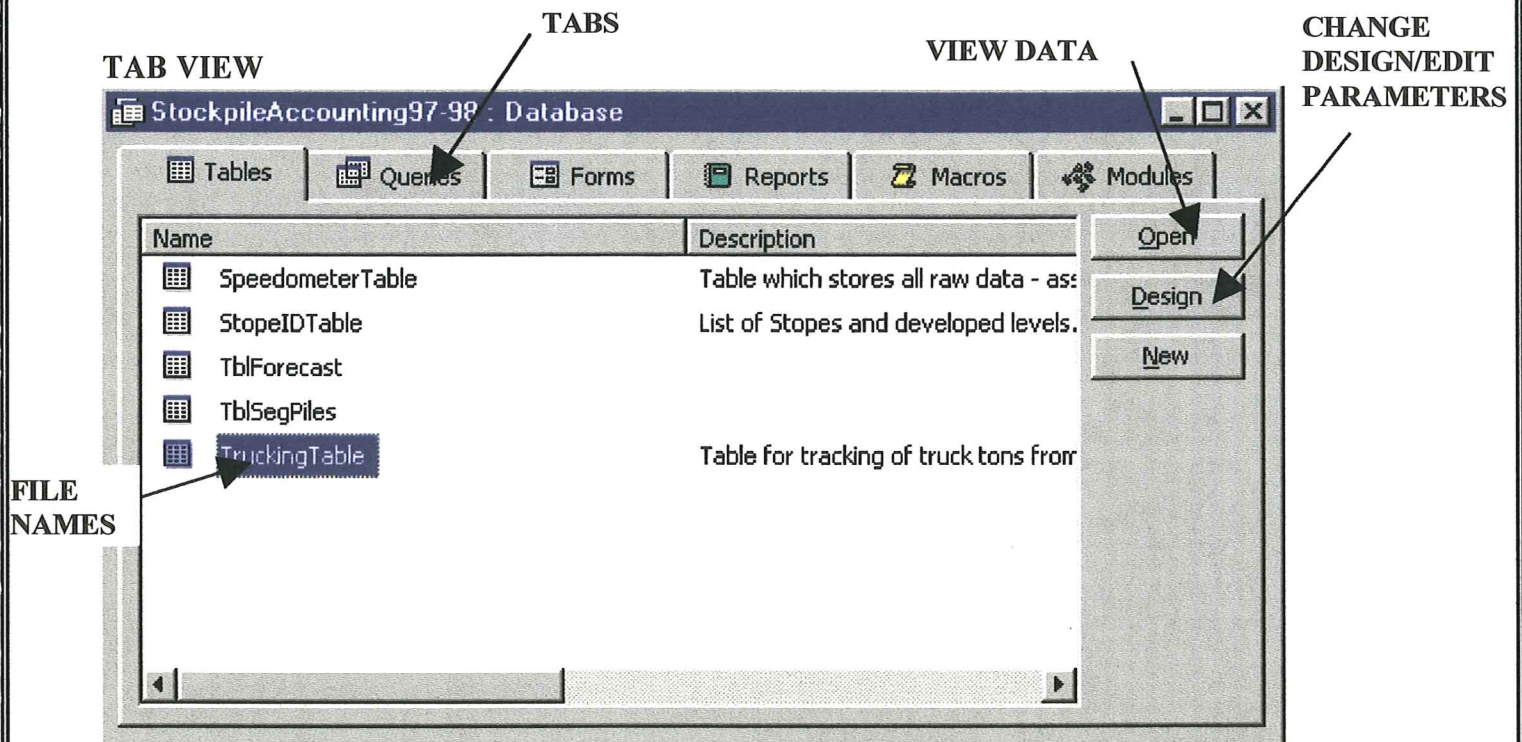 TABS
VIEW DATA
CHANGE
DESIGN/EDIT
PARAMETERS
TAB VIEW
StockpileAccounting97-98 : Database
Tables Queries Forms Reports Macros Modules
Name Description
SpeedometerTable Table which stores all raw data - ass
StopeIDTable List of Stopes and developed levels.
TblForecast
TblSegPiles
TruckingTable Table for tracking of truck tons from
Open
Design
New
FILE
NAMES